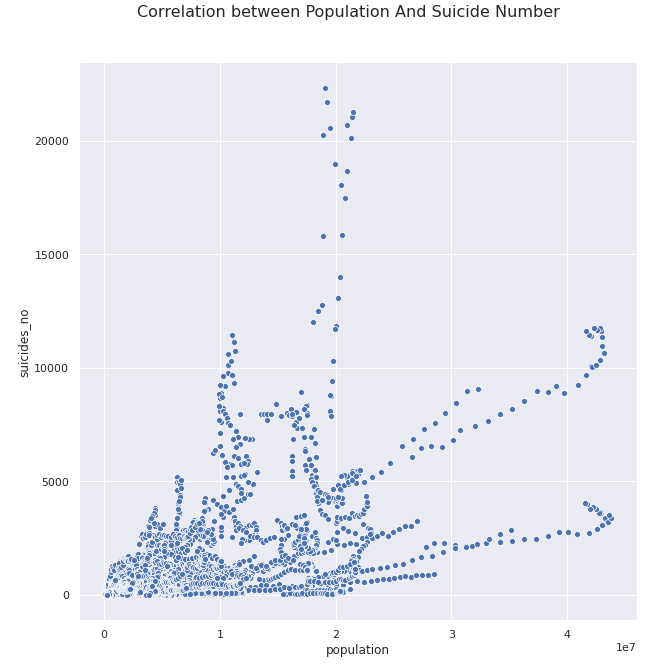 Correlation between Population And Suicide Number
20000
15000
10000
5000
0
suicides_no
0 1 2 3 4
1e7
population